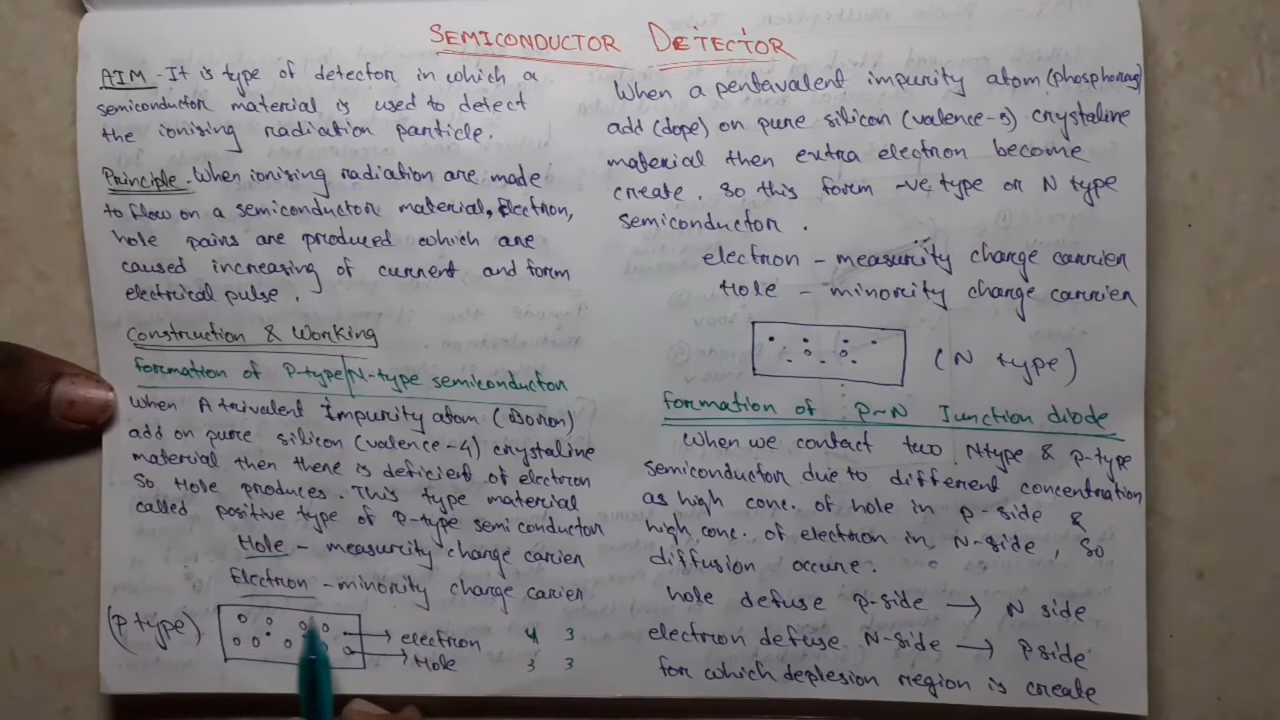 SEMICONDUCTOR DETECTOR
AIM - It is type of detector in which a
semiconductor material is used to detect
the ionising radiation particle.
Principle. When ionising radiation are made
to flow on a semiconductor material, Electron,
hole pairs are produced which are
caused increasing of current and form
electrical pulse.
Construction & Working
formation of P-type/N-type semiconductor
When A trivalent Impurity atom (Boron)
add on pure silicon (valence-4) crystaline
material then there is deficient of electron
So Hole produces. This type material
called positive type of P-type semiconductor
Hole - measurity charge carier
Electron - minority charge carier
(P type)
electron 4 3
Hole 3 3
When a pentavalent impurity atom (phosphorus)
add (dope) on pure silicon (valence-5) crystaline
material then extra electron become
create. So this form -ve type or N type
semiconductor.
electron - measurity charge carrier
Hole - minority charge carrier
(N type)
formation of P-N Junction diode
When we contact two Ntype & p-type
semiconductor due to different concentration
as high conc. of hole in p-side &
high conc. of electron in N-side, so
diffusion occure.
hole defuse p-side → N side
electron defuse N-side → P side
for which deplesion region is create